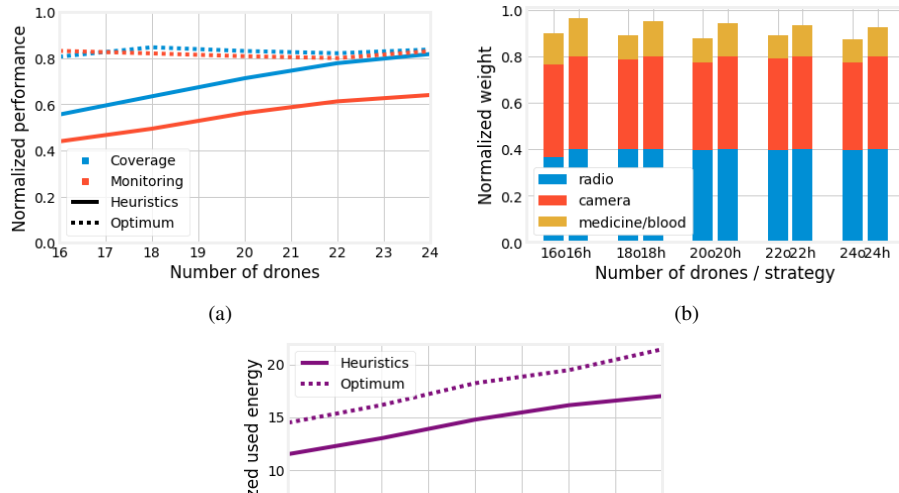 1.0
0.8
0.6
0.4
0.2
0.0
Normalized performance
Coverage
Monitoring
Heuristics
Optimum
16 17 18 19 20 21 22 23 24
Number of drones
(a)
1.0
0.8
0.6
0.4
0.2
0.0
Normalized weight
radio
camera
medicine/blood
16o16h 18o18h 20o20h 22o22h 24o24h
Number of drones / strategy
(b)
20
15
10
used energy
Heuristics
Optimum